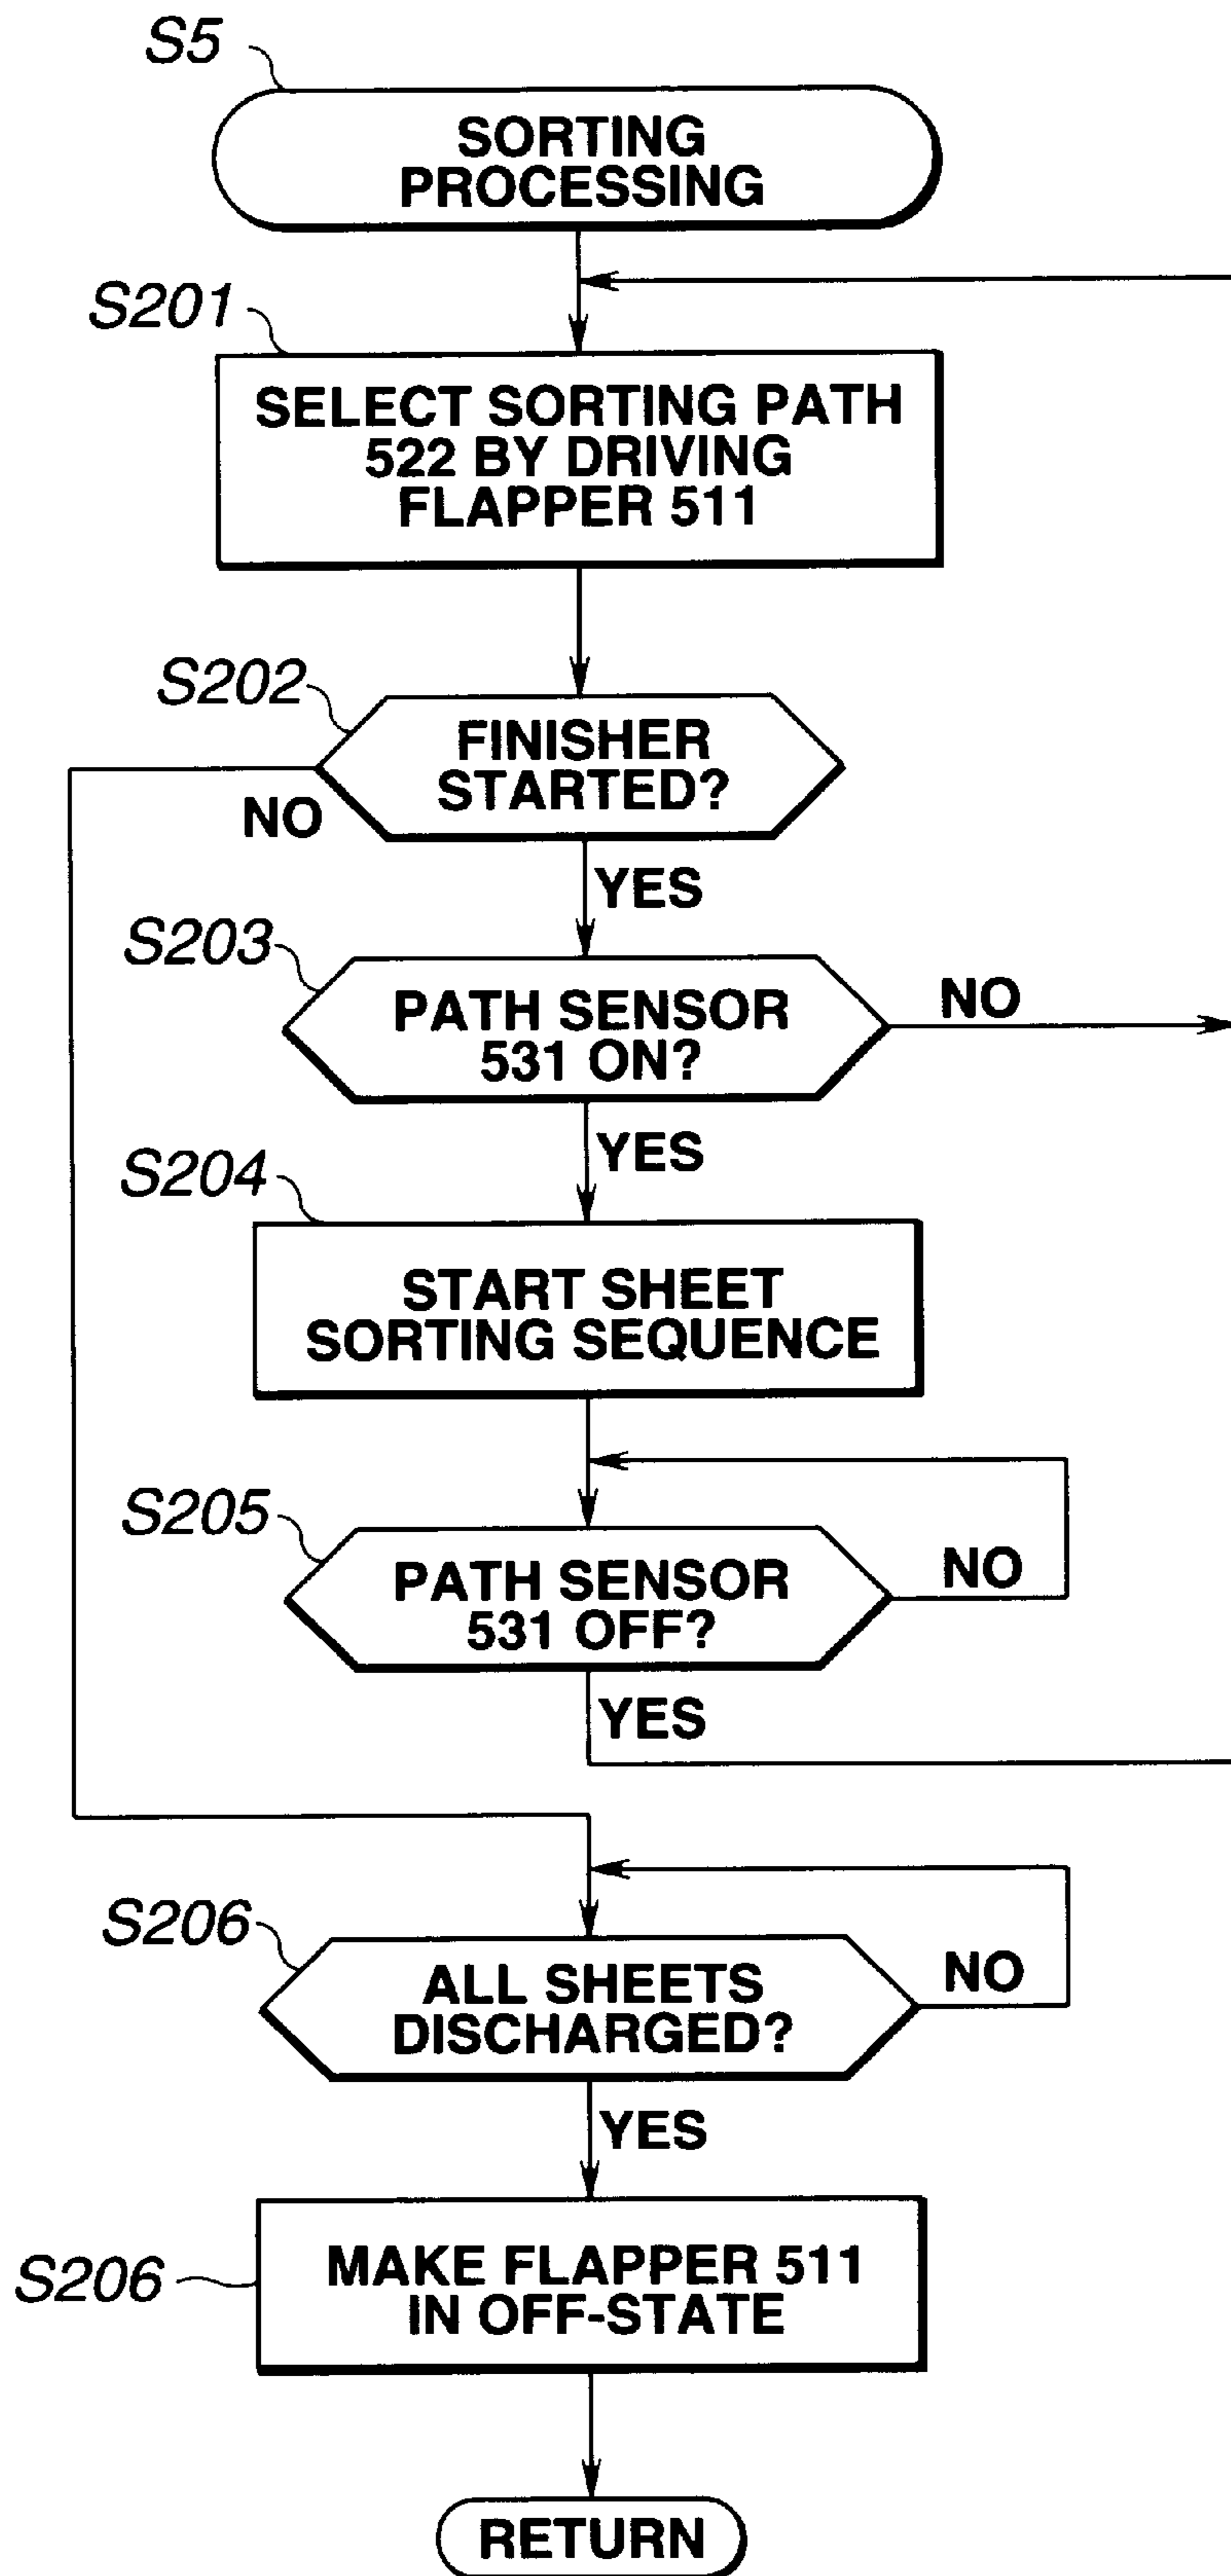 S5
SORTING
PROCESSING
S201
SELECT SORTING PATH
522 BY DRIVING
FLAPPER 511
S202
FINISHER
STARTED?
NO
YES
S203
PATH SENSOR
531 ON?
NO
YES
S204
START SHEET
SORTING SEQUENCE
S205
PATH SENSOR
531 OFF?
NO
YES
S206
ALL SHEETS
DISCHARGED?
NO
YES
S206
MAKE FLAPPER 511
IN OFF-STATE
RETURN